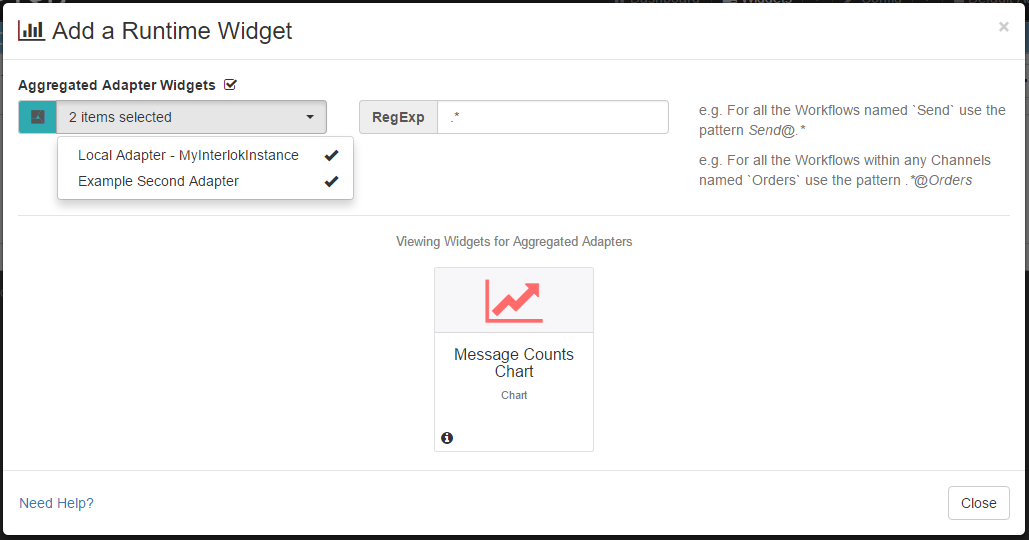 Add a Runtime Widget
×
Aggregated Adapter Widgets
2 items selected
RegExp
.*
e.g. For all the Workflows named `Send` use the
pattern Send@.*
Local Adapter - MyInterlokInstance
Example Second Adapter
e.g. For all the Workflows within any Channels
named `Orders` use the pattern .*@Orders
Viewing Widgets for Aggregated Adapters
Message Counts
Chart
Chart
Need Help?
Close